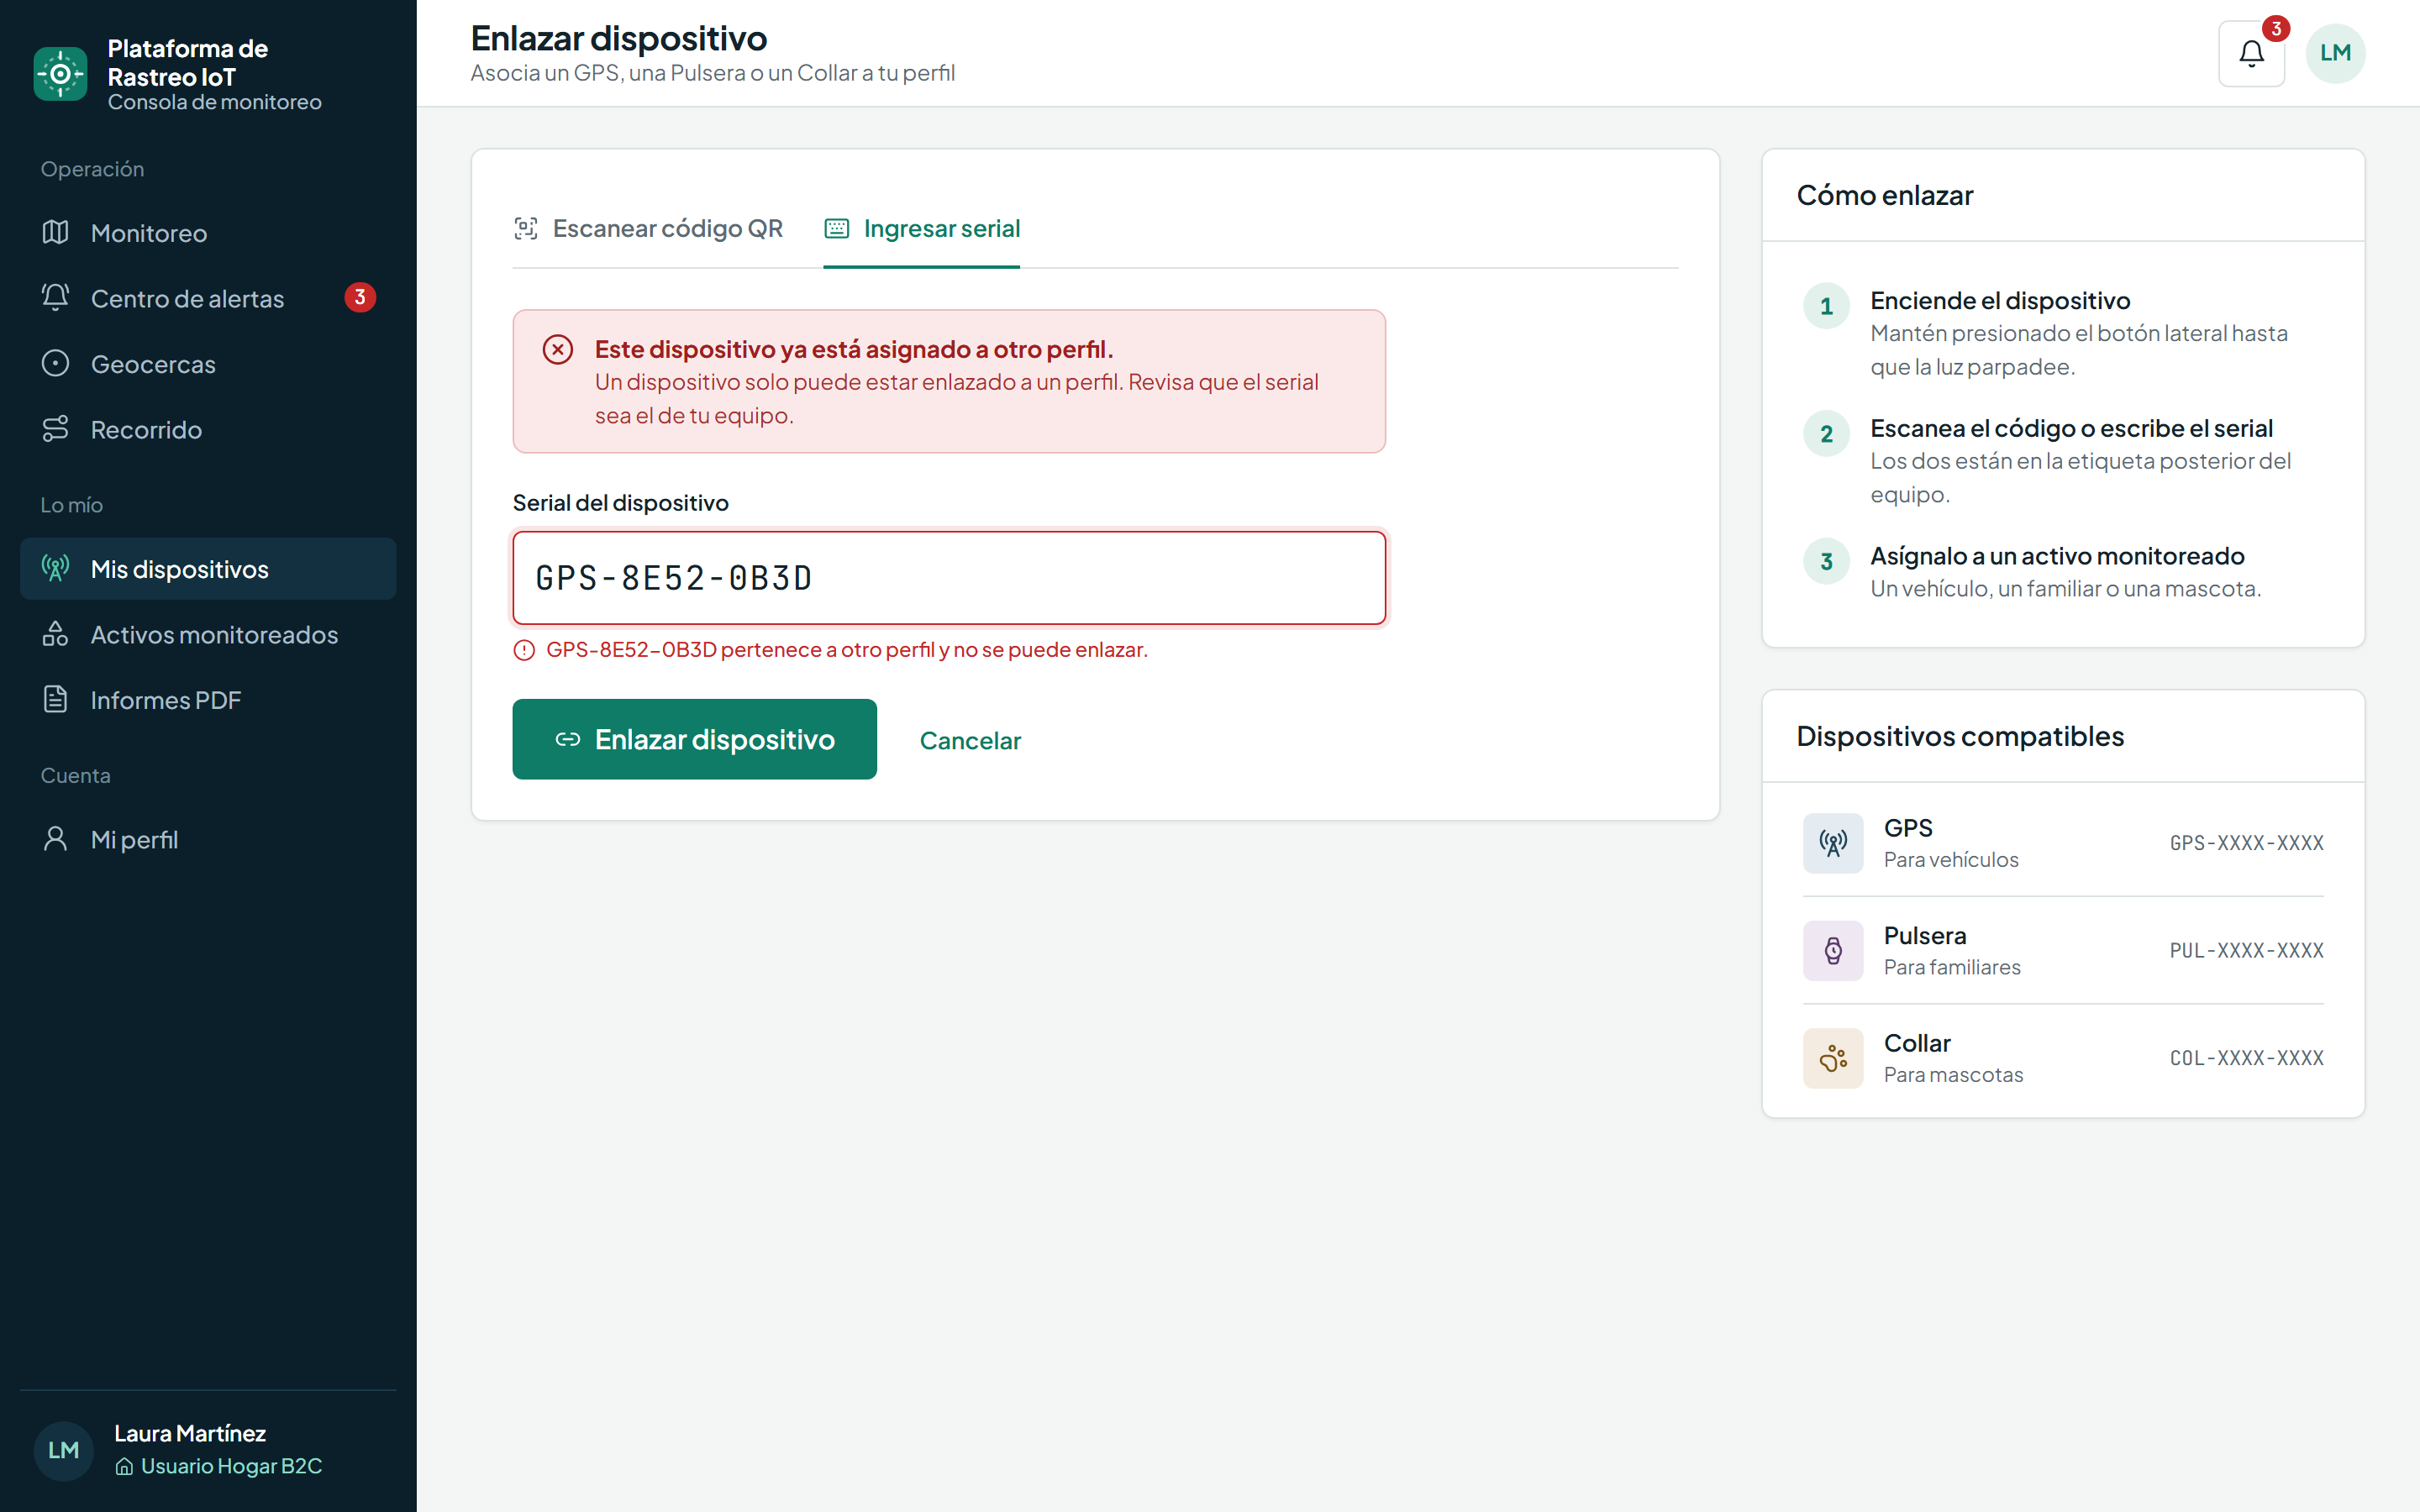 Plataforma de
Rastreo IoT
Consola de monitoreo
Operación
Monitoreo
Centro de alertas
3
Geocercas
Recorrido
Lo mío
Mis dispositivos
Activos monitoreados
Informes PDF
Cuenta
Mi perfil
LM
Laura Martínez
Usuario Hogar B2C
Enlazar dispositivo
Asocia un GPS, una Pulsera o un Collar a tu perfil
3
LM
Escanear código QR
Ingresar serial
Este dispositivo ya está asignado a otro perfil.
Un dispositivo solo puede estar enlazado a un perfil. Revisa que el serial
sea el de tu equipo.
Serial del dispositivo
GPS-8E52-0B3D
GPS-8E52-0B3D pertenece a otro perfil y no se puede enlazar.
Enlazar dispositivo
Cancelar
Cómo enlazar
1
Enciende el dispositivo
Mantén presionado el botón lateral hasta
que la luz parpadee.
2
Escanea el código o escribe el serial
Los dos están en la etiqueta posterior del
equipo.
3
Asígnalo a un activo monitoreado
Un vehículo, un familiar o una mascota.
Dispositivos compatibles
GPS
Para vehículos
GPS-XXXX-XXXX
Pulsera
Para familiares
PUL-XXXX-XXXX
Collar
Para mascotas
COL-XXXX-XXXX